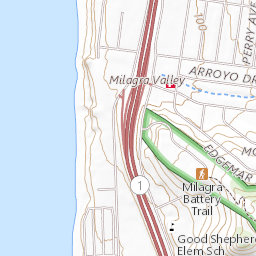 PERRY AVE
Milagra Valley
ARROYO DR
EDGEMAR
1
Milagra
Battery
Trail
Good Shepherd
Elem Sch